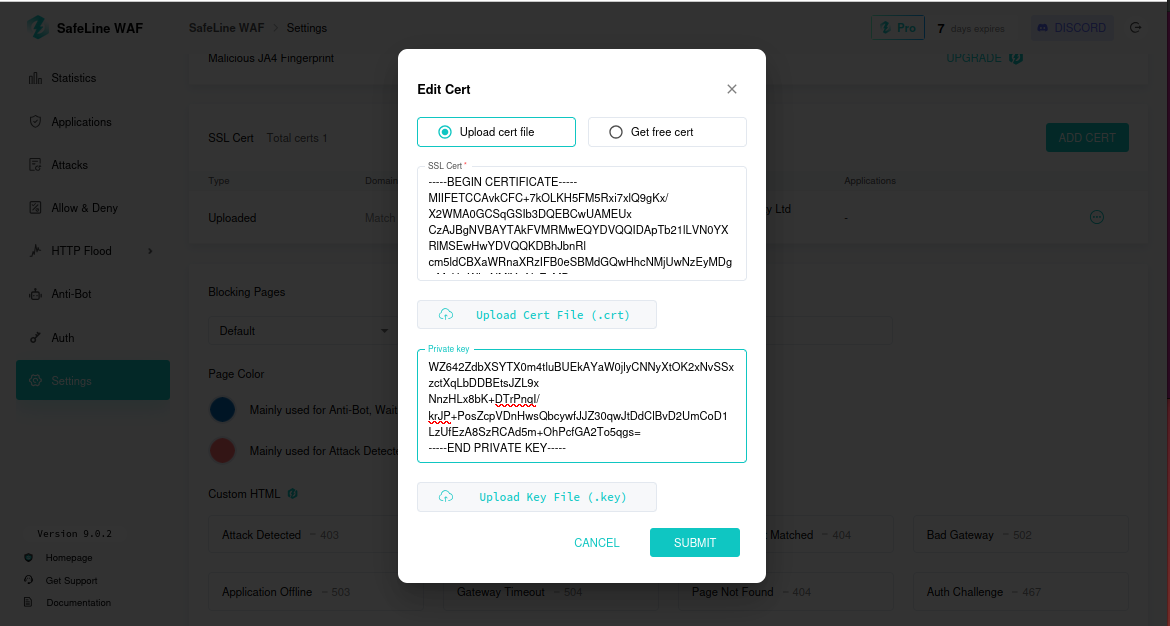 SafeLine WAF
SafeLine WAF > Settings
Pro
7 days expires
DISCORD
Statistics
Applications
Attacks
Allow & Deny
HTTP Flood
Anti-Bot
Auth
Settings
Version 9.0.2
Homepage
Get Support
Documentation
Malicious JA4 Fingerprint
UPGRADE
SSL Cert Total certs 1
ADD CERT
Type
Domain
Applications
Uploaded
Match
y Ltd
-
Blocking Pages
Default
Page Color
Mainly used for Anti-Bot, Wait
Mainly used for Attack Detecte
Custom HTML
Attack Detected - 403
Matched - 404
Bad Gateway - 502
Application Offline - 503
Gateway Timeout - 504
Page Not Found - 404
Auth Challenge - 467
Edit Cert
Upload cert file
Get free cert
SSL Cert *
-----BEGIN CERTIFICATE-----
MIIFETCCAvkCFC+7kOLKH5FM5Rxi7xlQ9gKx/
X2WMA0GCSqGSIb3DQEBCwUAMEUx
CzAJBgNVBAYTAkFVMRMwEQYDVQQIDApTb21lLVN0YX
RlMSEwHwYDVQQKDBhJbnRl
cm5ldCBXaWRnaXRzIFB0eSBMdGQwHhcNMjUwNzEyMDg
Upload Cert File (.crt)
Private key
WZ642ZdbXSYTX0m4tIuBUEkAYaW0jlyCNNyXtOK2xNvSSx
zctXqLbDDBEtsJZL9x
NnzHLx8bK+DTrPnqI/
krJP+PosZcpVDnHwsQbcywfJJZ30qwJtDdClBvD2UmCoD1
LzUfEzA8SzRCAd5m+OhPcfGA2To5qgs=
-----END PRIVATE KEY-----
Upload Key File (.key)
CANCEL
SUBMIT